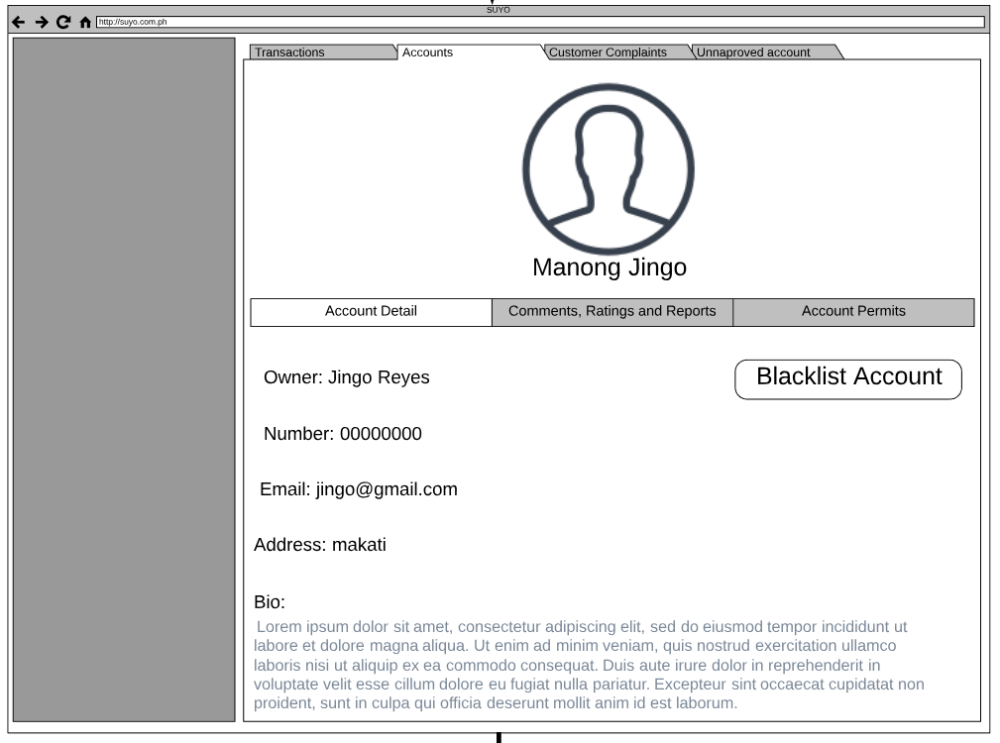 SUYO
http://suyo.com.ph
Transactions
Accounts
Customer Complaints
Unnaproved account
Manong Jingo
Account Detail
Comments, Ratings and Reports
Account Permits
Owner: Jingo Reyes
Blacklist Account
Number: 00000000
Email: jingo@gmail.com
Address: makati
Bio:
Lorem ipsum dolor sit amet, consectetur adipiscing elit, sed do eiusmod tempor incididunt ut
labore et dolore magna aliqua. Ut enim ad minim veniam, quis nostrud exercitation ullamco
laboris nisi ut aliquip ex ea commodo consequat. Duis aute irure dolor in reprehenderit in
voluptate velit esse cillum dolore eu fugiat nulla pariatur. Excepteur sint occaecat cupidatat non
proident, sunt in culpa qui officia deserunt mollit anim id est laborum.